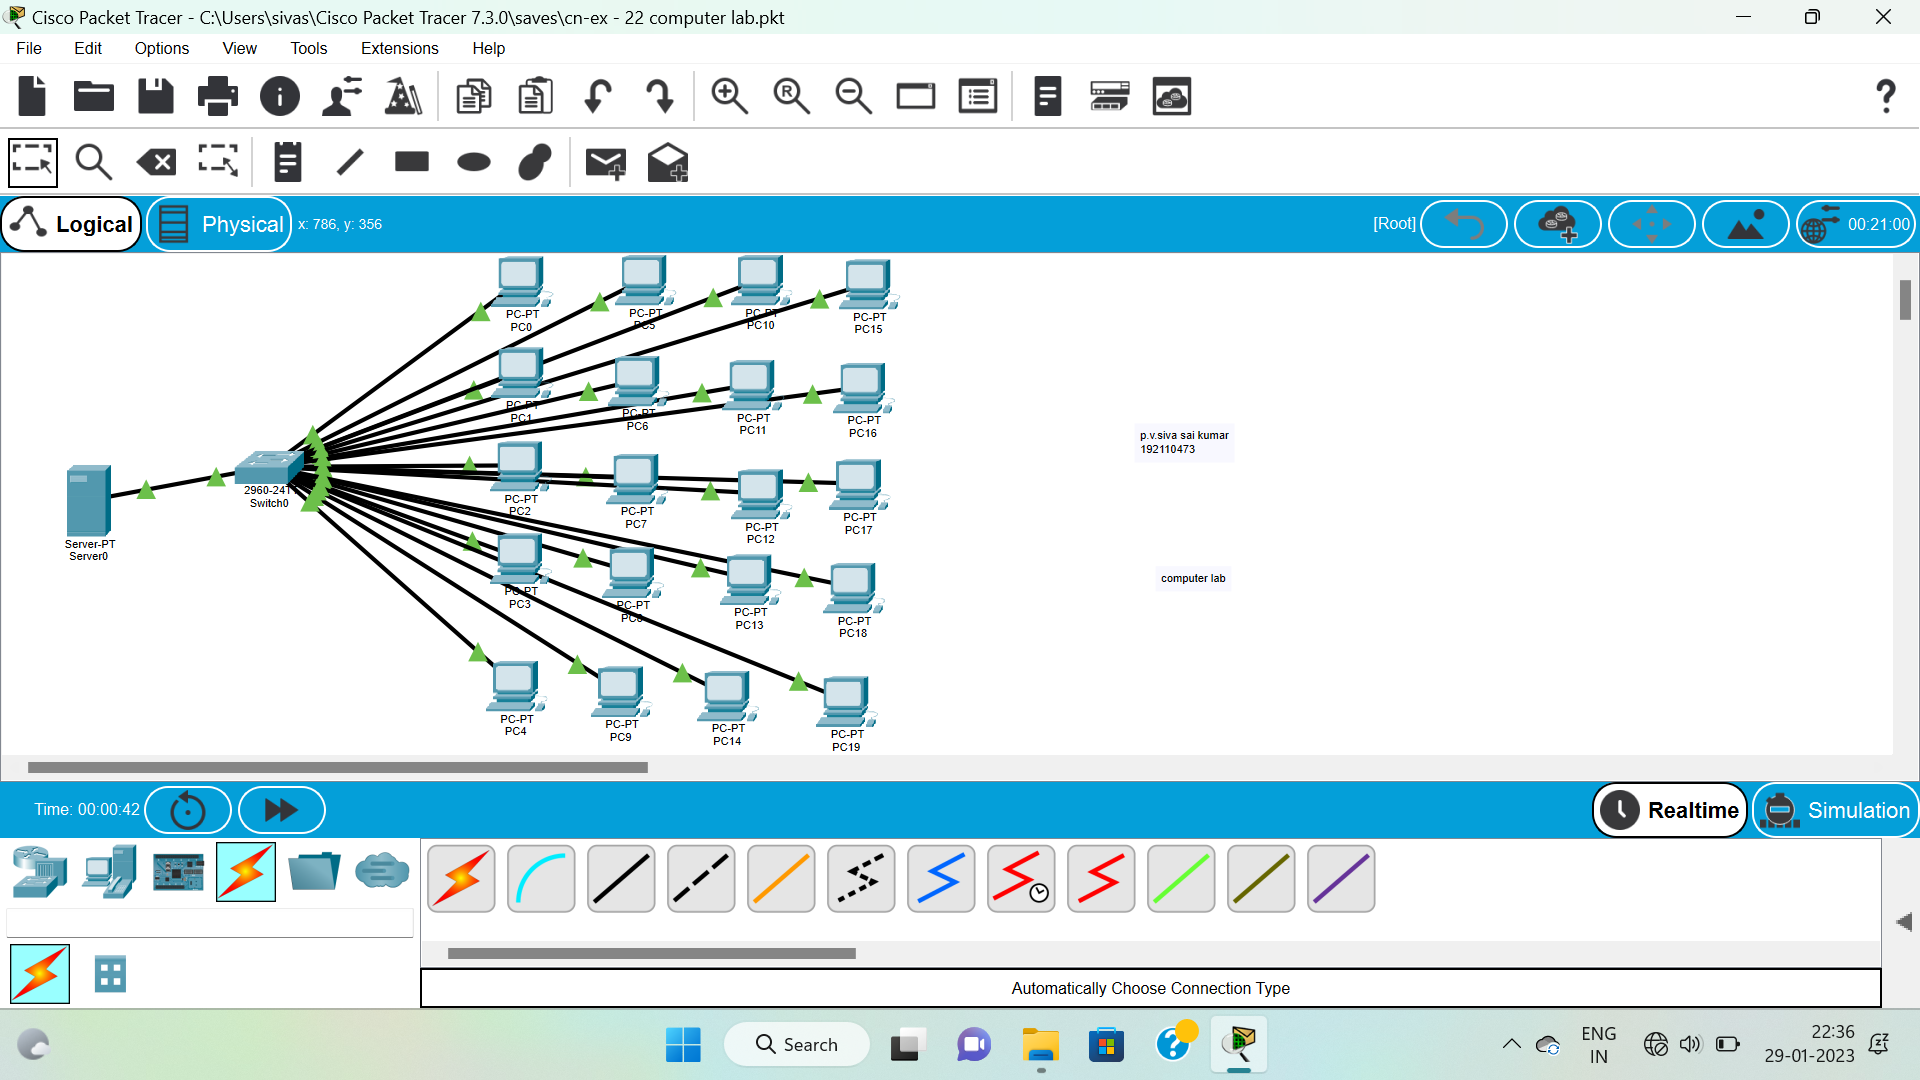 Cisco Packet Tracer - C:\Users\sivas\Cisco Packet Tracer 7.3.0\saves\cn-ex - 22 computer lab.pkt
File Edit Options View Tools Extensions Help
Logical Physical x: 786, y: 356 [Root] 00:21:00
PC-PT
PC0
PC-PT
PC5
PC-PT
PC10
PC-PT
PC15
PC-PT
PC1
PC-PT
PC6
PC-PT
PC11
PC-PT
PC16
p.v.siva sai kumar
192110473
2960-24T
Switch0
PC-PT
PC2
PC-PT
PC7
PC-PT
PC12
PC-PT
PC17
Server-PT
Server0
computer lab
PC-PT
PC3
PC-PT
PC8
PC-PT
PC13
PC-PT
PC18
PC-PT
PC4
PC-PT
PC9
PC-PT
PC14
PC-PT
PC19
Time: 00:00:42 Realtime Simulation
Automatically Choose Connection Type
Search
ENG
IN
22:36
29-01-2023